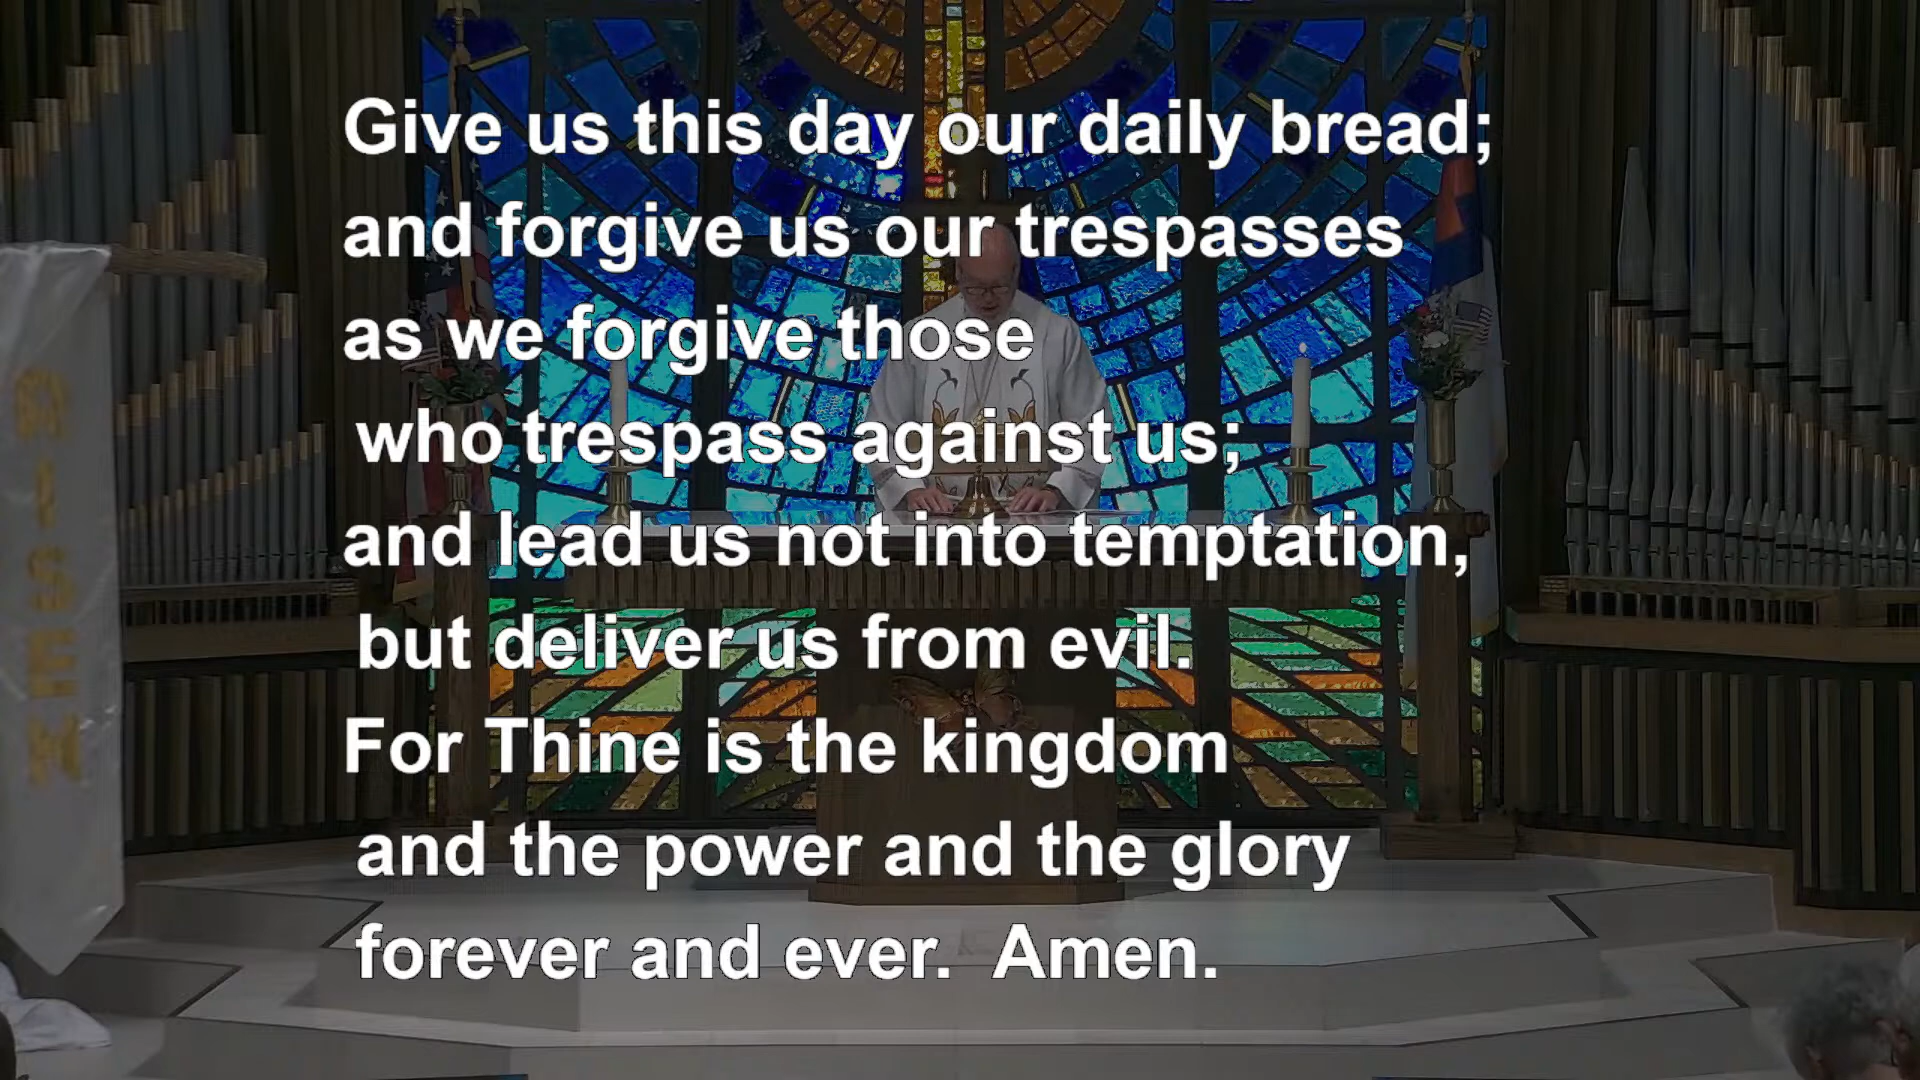 Give us this day our daily bread;
and forgive us our trespasses
as we forgive those
who trespass against us;
and lead us not into temptation,
but deliver us from evil.
For Thine is the kingdom
and the power and the glory
forever and ever.  Amen.
RISEN